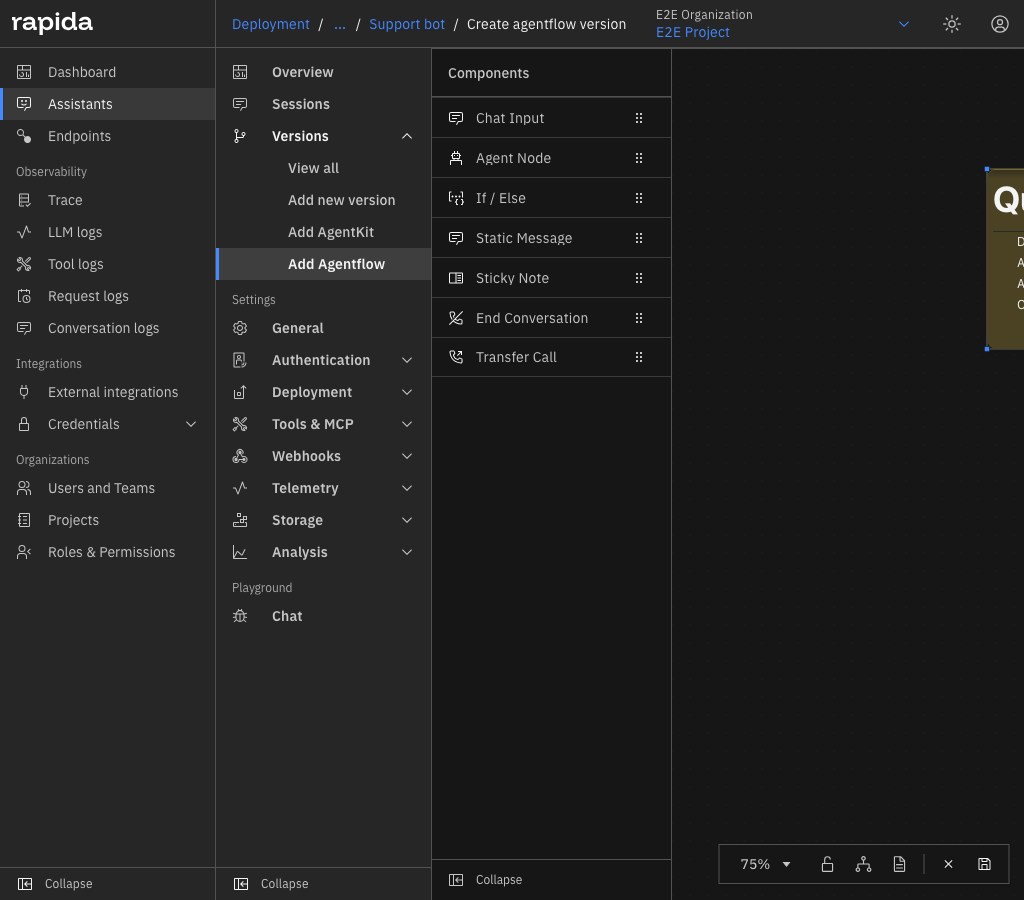 rapida
Deployment / ... / Support bot / Create agentflow version
E2E Organization
E2E Project
Dashboard
Assistants
Endpoints
Observability
Trace
LLM logs
Tool logs
Request logs
Conversation logs
Integrations
External integrations
Credentials
Organizations
Users and Teams
Projects
Roles & Permissions
Collapse
Overview
Sessions
Versions
View all
Add new version
Add AgentKit
Add Agentflow
Settings
General
Authentication
Deployment
Tools & MCP
Webhooks
Telemetry
Storage
Analysis
Playground
Chat
Collapse
Components
Chat Input
Agent Node
If / Else
Static Message
Sticky Note
End Conversation
Transfer Call
Collapse
75%